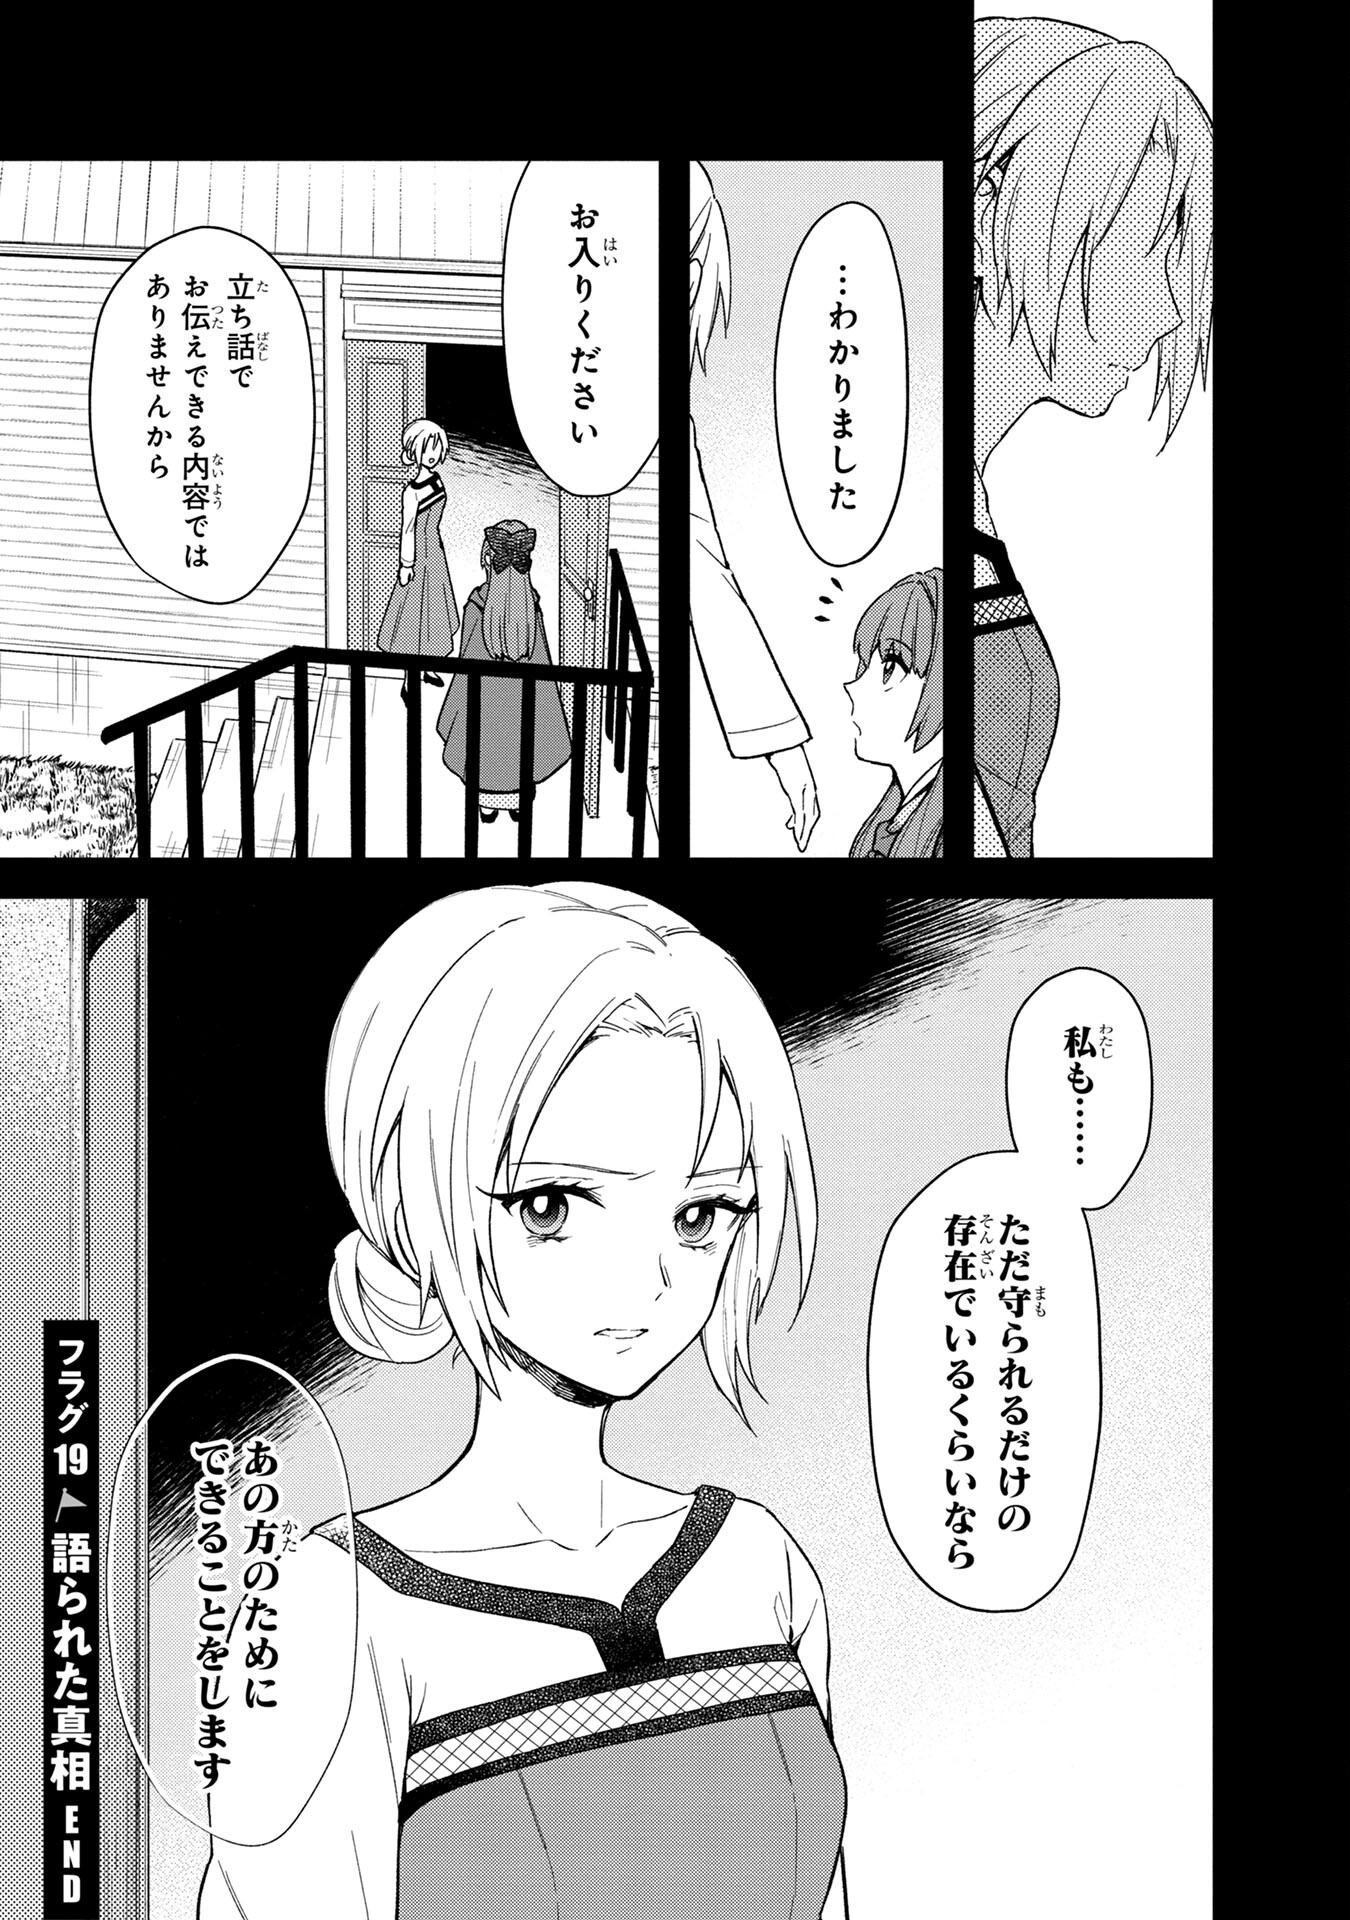 …わかりました
お入りください
立ち話で
お伝えできる内容では
ありませんから
私も……
ただ守られるだけの
存在でいるくらいなら
あの方のために
できることをします
フラグ19 語られた真相 END